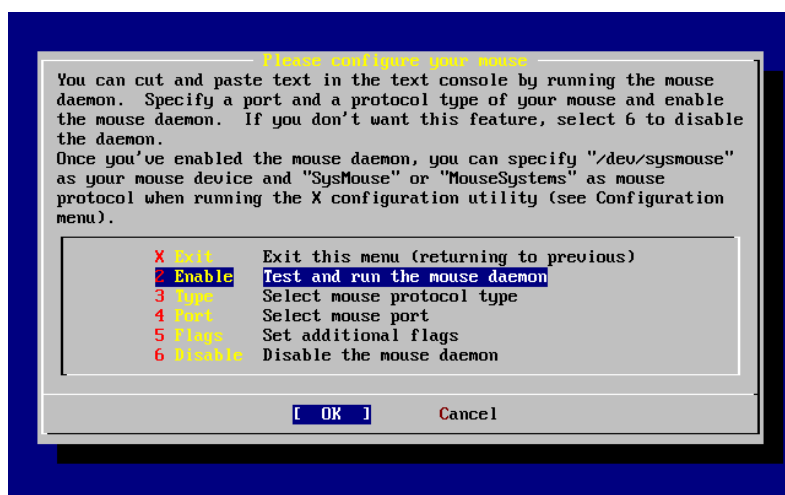 Please configure your mouse
You can cut and paste text in the text console by running the mouse
daemon.  Specify a port and a protocol type of your mouse and enable
the mouse daemon.  If you don't want this feature, select 6 to disable
the daemon.
Once you've enabled the mouse daemon, you can specify "/dev/sysmouse"
as your mouse device and "SysMouse" or "MouseSystems" as mouse
protocol when running the X configuration utility (see Configuration
menu).
X Exit Exit this menu (returning to previous)
2 Enable Test and run the mouse daemon
3 Type Select mouse protocol type
4 Port Select mouse port
5 Flags Set additional flags
6 Disable Disable the mouse daemon
[ OK ] Cancel